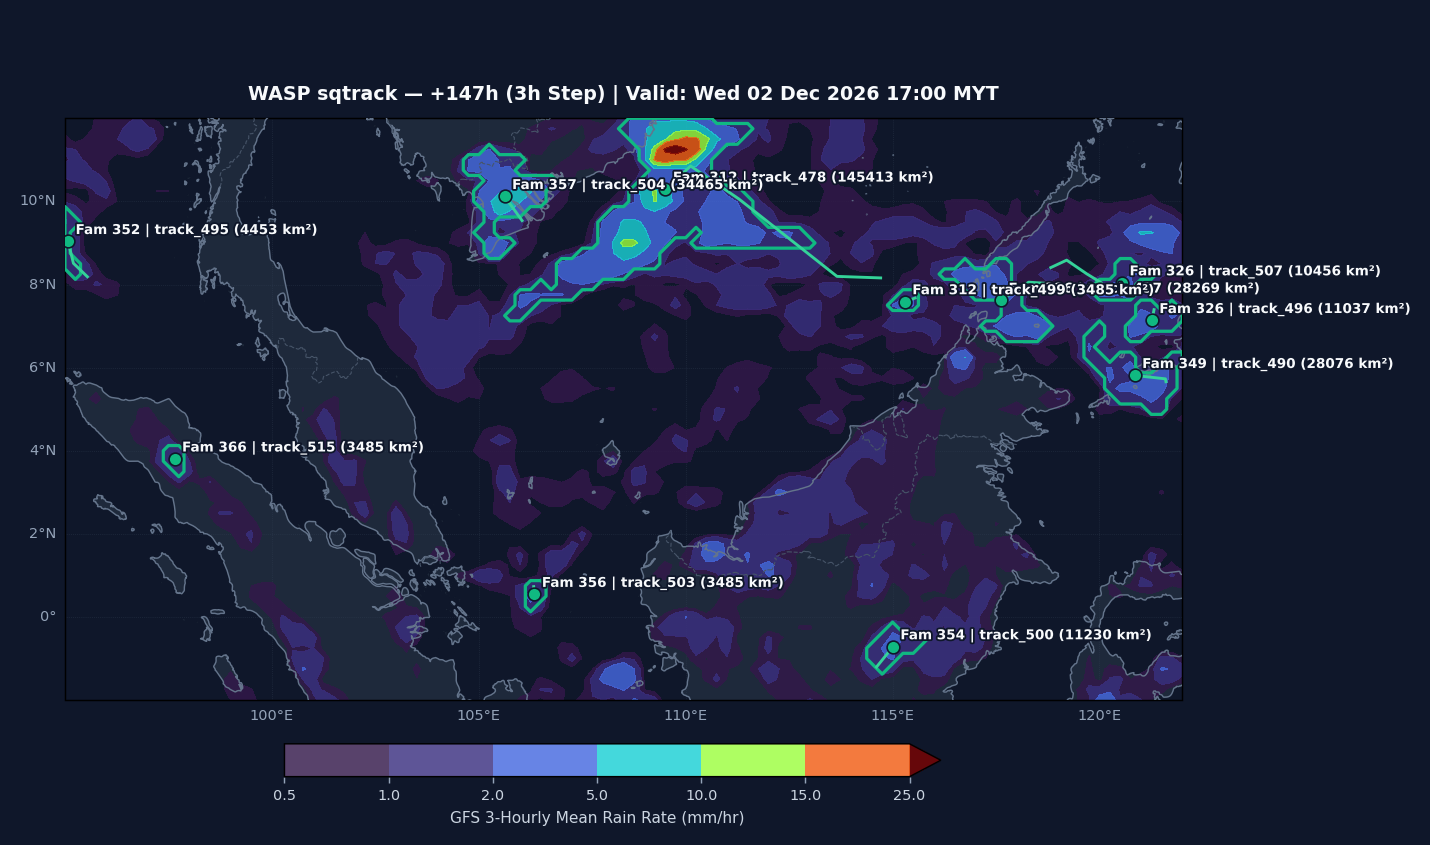 WASP sqtrack — +147h (3h Step) | Valid: Wed 02 Dec 2026 17:00 MYT
Fam 312 | track_478 (145413 km²)
Fam 357 | track_504 (34465 km²)
10°N
Fam 352 | track_495 (4453 km²)
Fam 326 | track_507 (10456 km²)
8°N
Fam 312 | track_499 (3485 km²)
7 (28269 km²)
Fam 326 | track_496 (11037 km²)
6°N
Fam 349 | track_490 (28076 km²)
4°N
Fam 366 | track_515 (3485 km²)
2°N
Fam 356 | track_503 (3485 km²)
0°
Fam 354 | track_500 (11230 km²)
100°E 105°E 110°E 115°E 120°E
0.5 1.0 2.0 5.0 10.0 15.0 25.0
GFS 3-Hourly Mean Rain Rate (mm/hr)